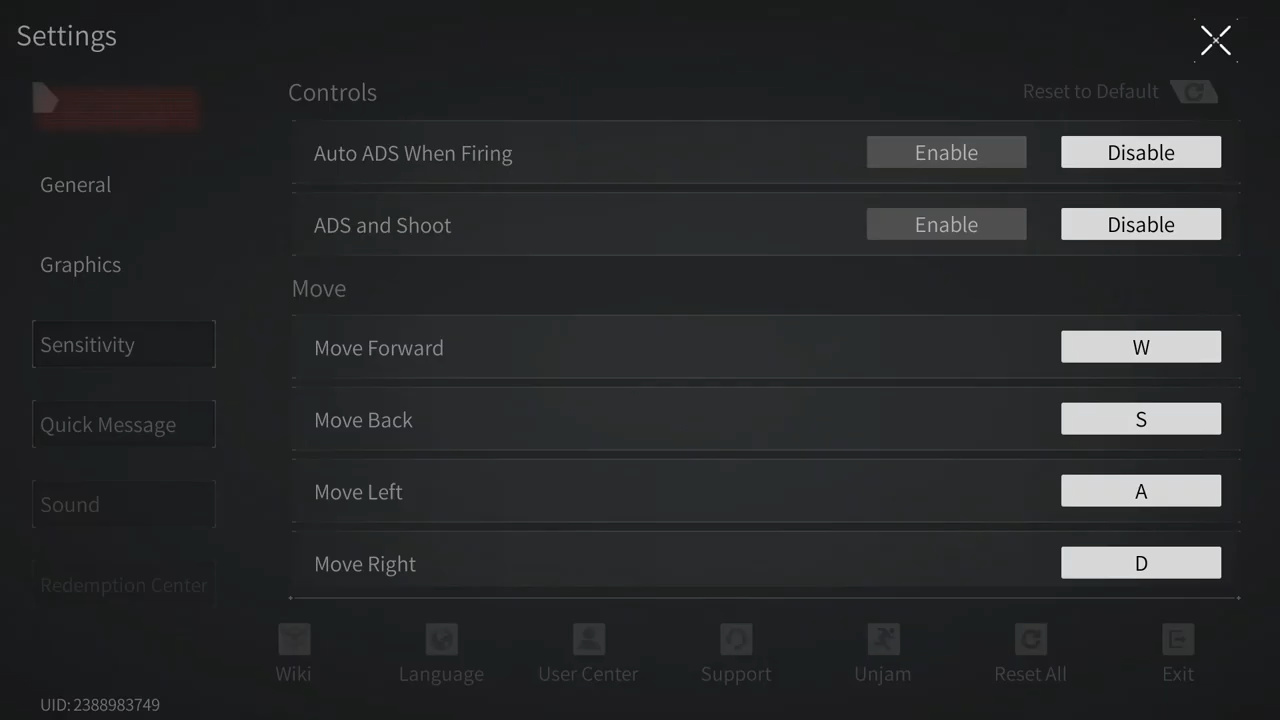 Settings
Controls
Reset to Default
Auto ADS When Firing
Enable
Disable
General
ADS and Shoot
Enable
Disable
Graphics
Move
Sensitivity
Move Forward
W
Quick Message
Move Back
S
Sound
Move Left
A
Redemption Center
Move Right
D
Wiki
Language
User Center
Support
Unjam
Reset All
Exit
UID: 2388983749